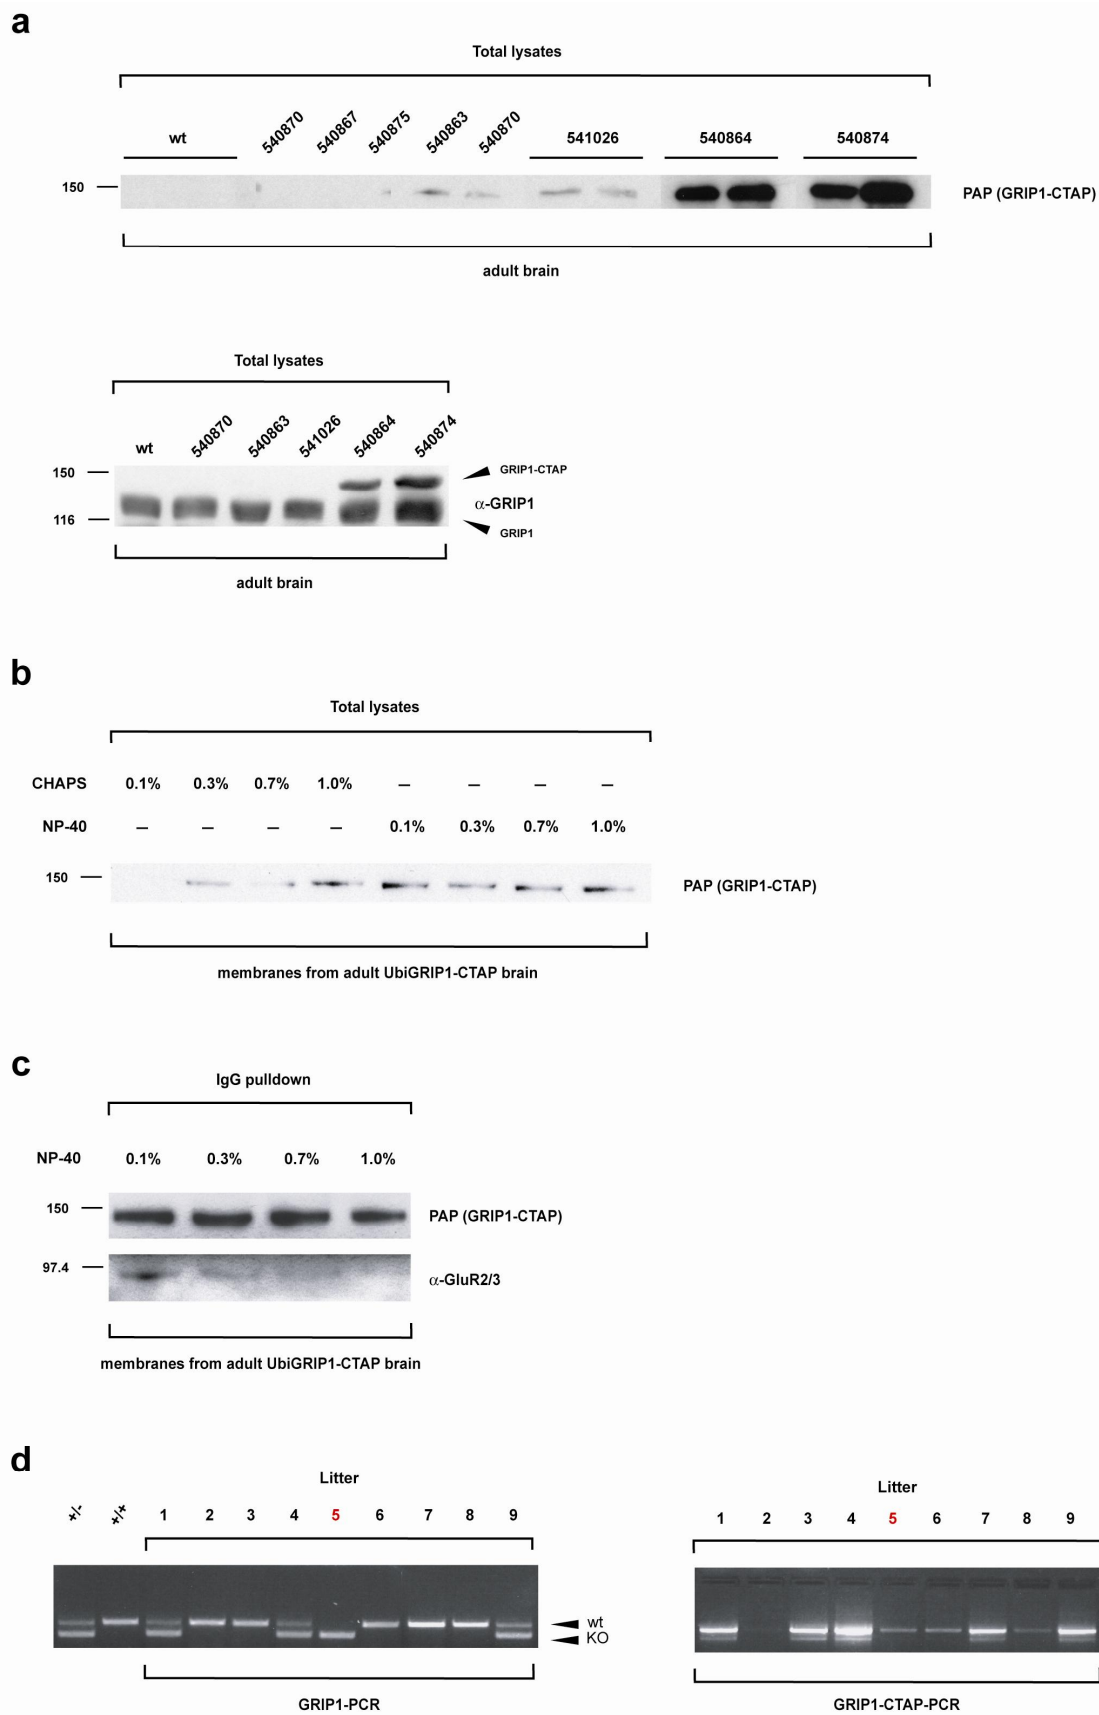 a
Total lysates
wt 540870 540867 540875 540863 540870 541026 540864 540874
150 PAP (GRIP1-CTAP)
adult brain
Total lysates
wt 540870 540863 541026 540864 540874
150 GRIP1-CTAP
α-GRIP1
116 GRIP1
adult brain
b
Total lysates
CHAPS 0.1% 0.3% 0.7% 1.0% – – – –
NP-40 – – – – 0.1% 0.3% 0.7% 1.0%
150 PAP (GRIP1-CTAP)
membranes from adult UbiGRIP1-CTAP brain
c
IgG pulldown
NP-40 0.1% 0.3% 0.7% 1.0%
150 PAP (GRIP1-CTAP)
97.4 α-GluR2/3
membranes from adult UbiGRIP1-CTAP brain
d
Litter
+/- +/+ 1 2 3 4 5 6 7 8 9
wt
KO
GRIP1-PCR
Litter
1 2 3 4 5 6 7 8 9
GRIP1-CTAP-PCR